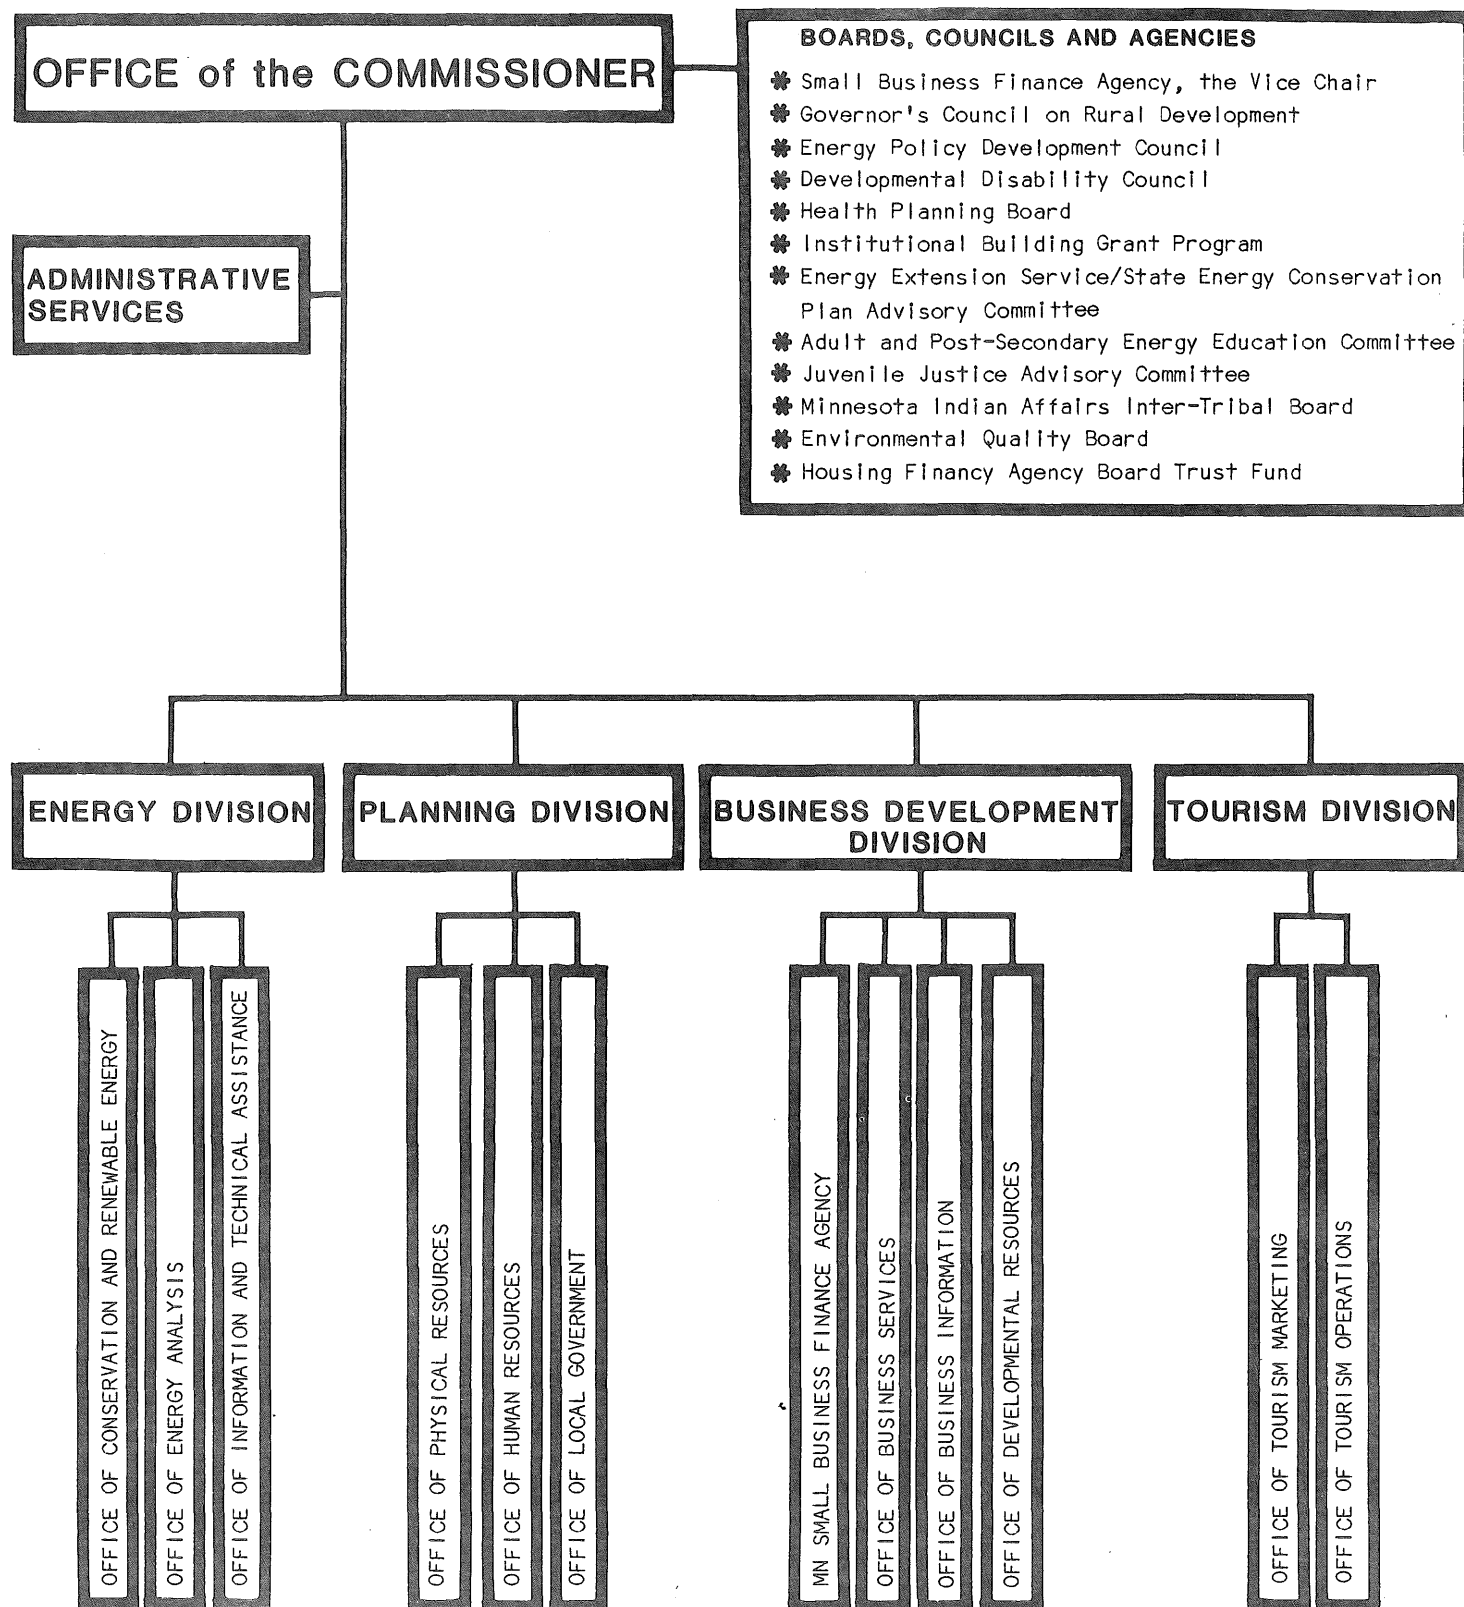 OFFICE of the COMMISSIONER
BOARDS, COUNCILS AND AGENCIES
✱ Small Business Finance Agency, the Vice Chair
✱ Governor's Council on Rural Development
✱ Energy Policy Development Council
✱ Developmental Disability Council
✱ Health Planning Board
✱ Institutional Building Grant Program
✱ Energy Extension Service/State Energy Conservation
Plan Advisory Committee
✱ Adult and Post-Secondary Energy Education Committee
✱ Juvenile Justice Advisory Committee
✱ Minnesota Indian Affairs Inter-Tribal Board
✱ Environmental Quality Board
✱ Housing Financy Agency Board Trust Fund
ADMINISTRATIVE
SERVICES
ENERGY DIVISION
PLANNING DIVISION
BUSINESS DEVELOPMENT
DIVISION
TOURISM DIVISION
OFFICE OF CONSERVATION AND RENEWABLE ENERGY
OFFICE OF ENERGY ANALYSIS
OFFICE OF INFORMATION AND TECHNICAL ASSISTANCE
OFFICE OF PHYSICAL RESOURCES
OFFICE OF HUMAN RESOURCES
OFFICE OF LOCAL GOVERNMENT
MN SMALL BUSINESS FINANCE AGENCY
OFFICE OF BUSINESS SERVICES
OFFICE OF BUSINESS INFORMATION
OFFICE OF DEVELOPMENTAL RESOURCES
OFFICE OF TOURISM MARKETING
OFFICE OF TOURISM OPERATIONS